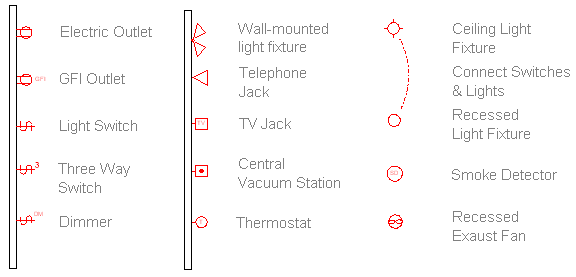 Electric Outlet
GFI
GFI Outlet
Light Switch
3
Three Way
Switch
DM
Dimmer
Wall-mounted
light fixture
Telephone
Jack
TV
TV Jack
Central
Vacuum Station
T
Thermostat
Ceiling Light
Fixture
Connect Switches
& Lights
Recessed
Light Fixture
SD
Smoke Detector
Recessed
Exaust Fan